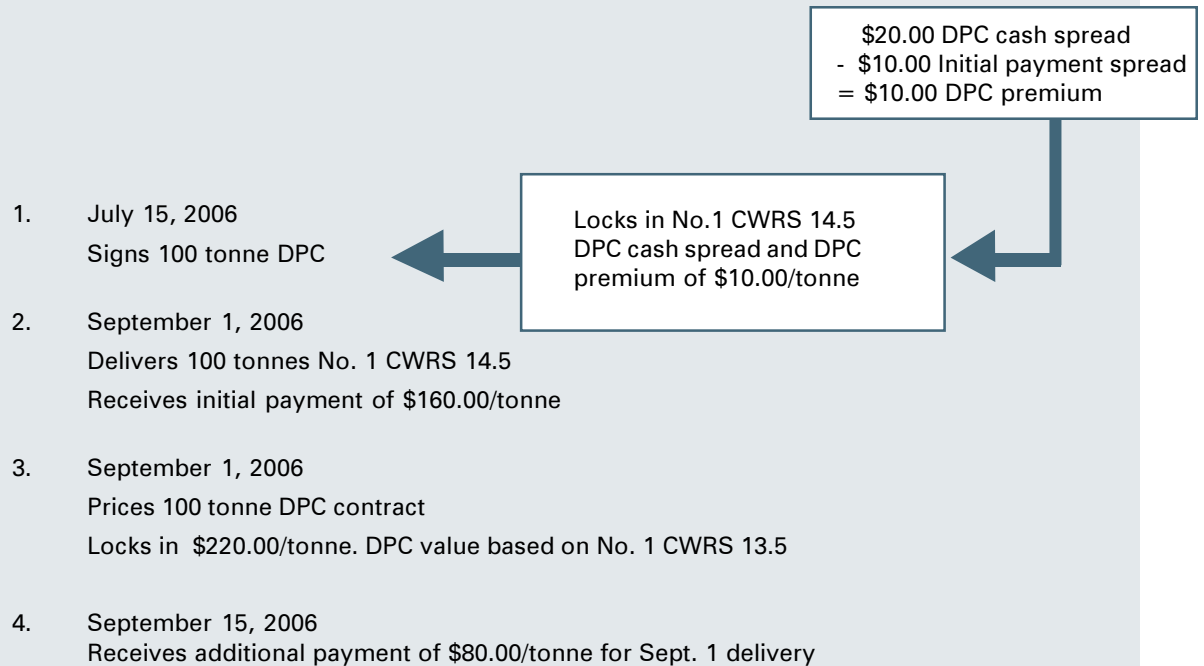 $20.00 DPC cash spread
- $10.00 Initial payment spread
= $10.00 DPC premium
1. July 15, 2006
Signs 100 tonne DPC
Locks in No.1 CWRS 14.5
DPC cash spread and DPC
premium of $10.00/tonne
2. September 1, 2006
Delivers 100 tonnes No. 1 CWRS 14.5
Receives initial payment of $160.00/tonne
3. September 1, 2006
Prices 100 tonne DPC contract
Locks in $220.00/tonne. DPC value based on No. 1 CWRS 13.5
4. September 15, 2006
Receives additional payment of $80.00/tonne for Sept. 1 delivery